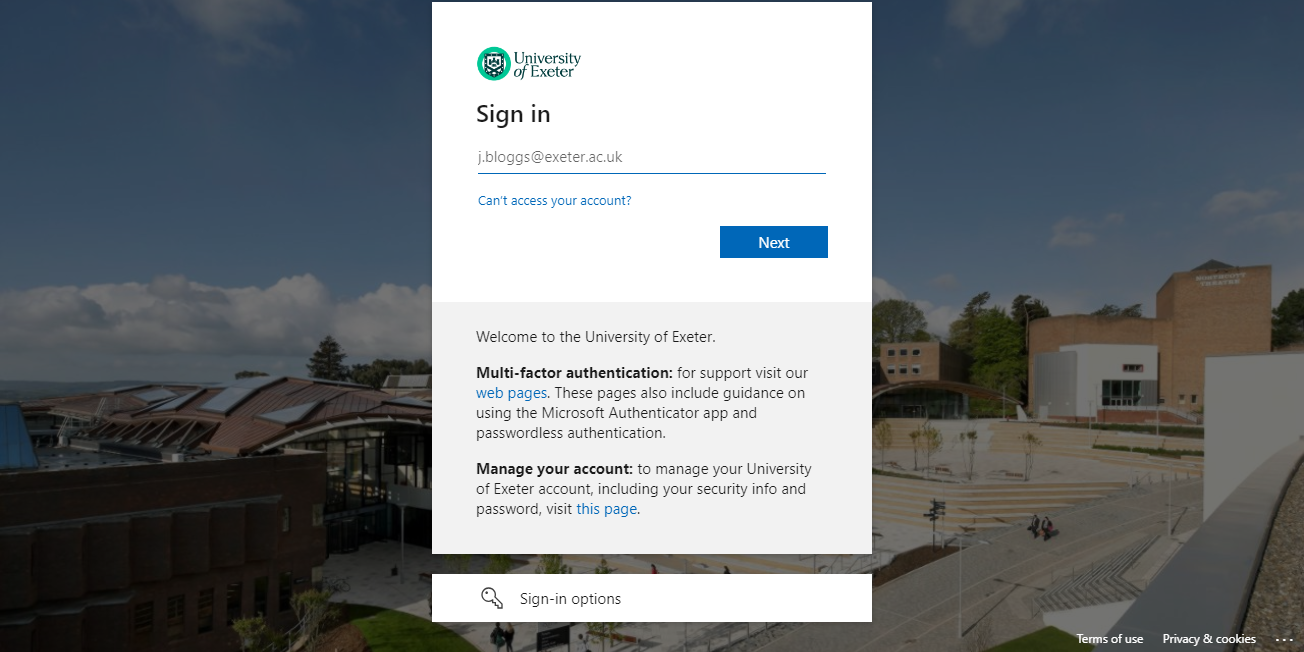 University
of Exeter
Sign in
j.bloggs@exeter.ac.uk
Can't access your account?
Next
Welcome to the University of Exeter.
Multi-factor authentication: for support visit our
web pages. These pages also include guidance on
using the Microsoft Authenticator app and
passwordless authentication.
Manage your account: to manage your University
of Exeter account, including your security info and
password, visit this page.
Sign-in options
NORTHCOTT
THEATRE
Terms of use Privacy & cookies ...